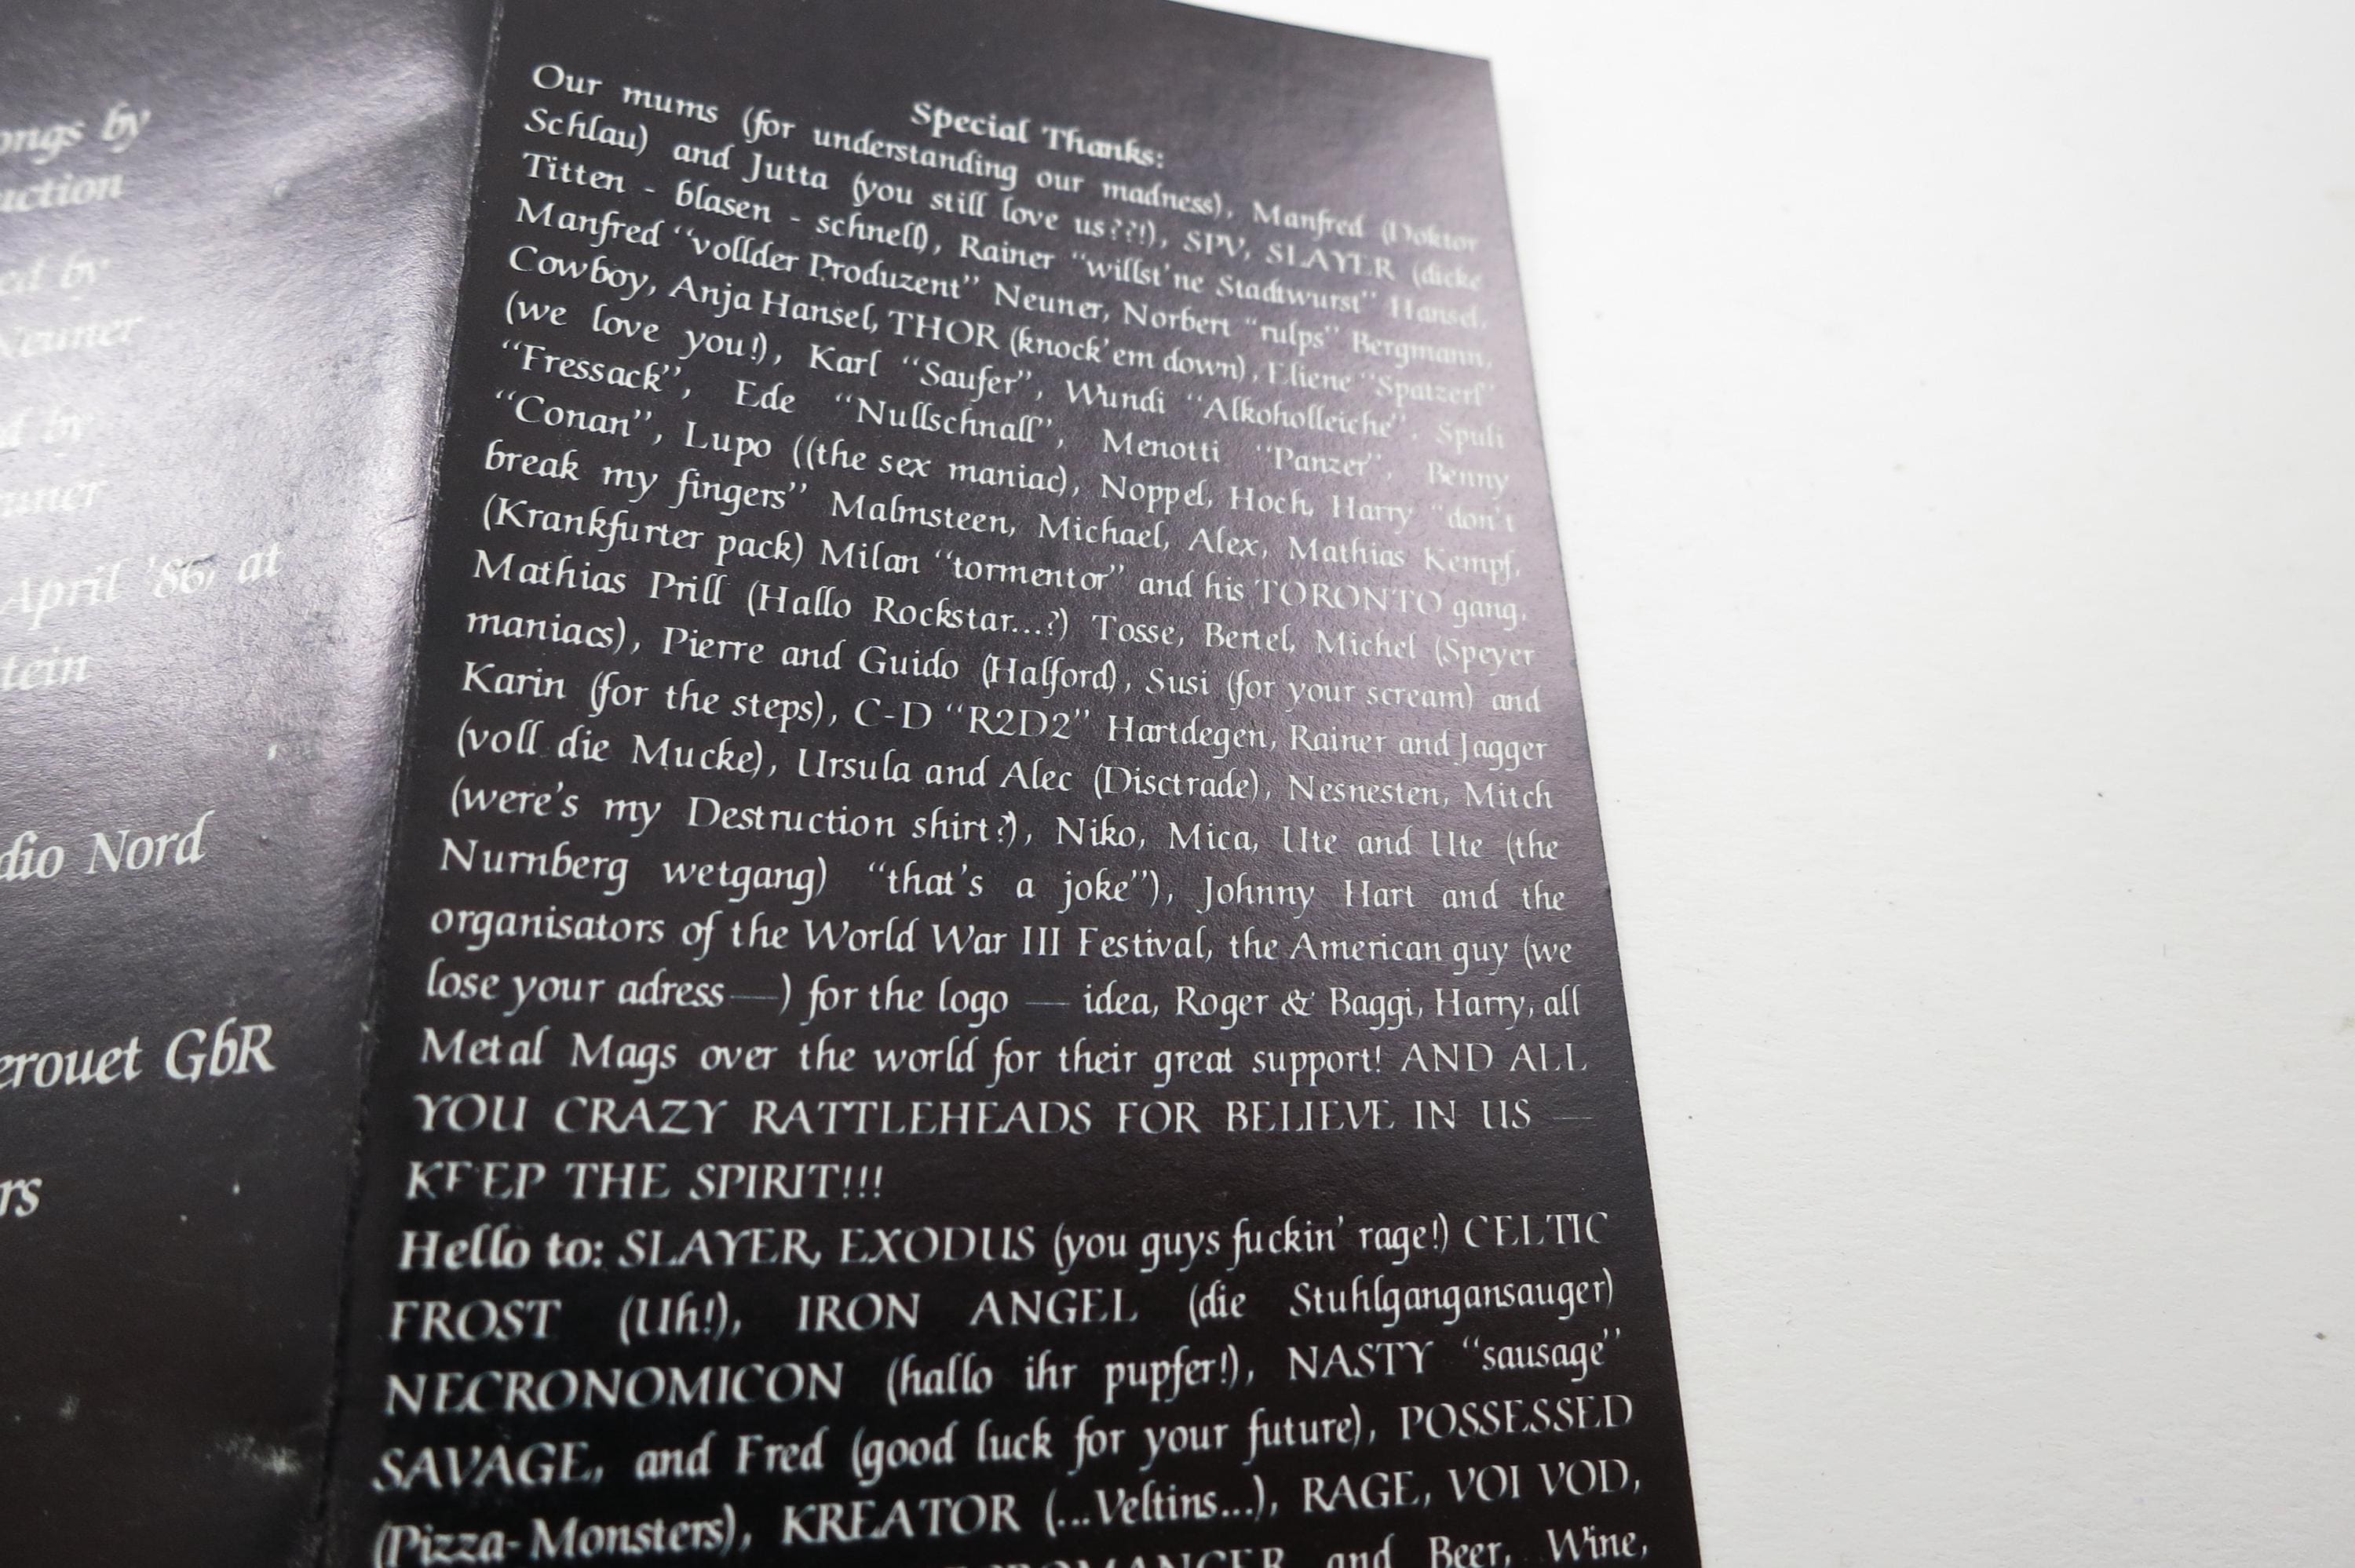 ongs by
uction
ed by
Neuner
d by
uner
April '86, at
tein
dio Nord
erouet GbR
rs
Special Thanks:
Our mums (for understanding our madness), Manfred (Doktor
Schlau) and Jutta (you still love us??!), SPV, SLAYER (dicke
Titten - blasen - schnell), Rainer “willst'ne Stadtwurst” Hansel,
Manfred “vollder Produzent” Neuner, Norbert “rulps” Bergmann,
Cowboy, Anja Hansel, THOR (knock'em down), Eliene “Spatzerl”
(we love you!), Karl “Saufer”, Wundi “Alkoholleiche”, Spuli
“Fressack”, Ede “Nullschnall”, Menotti “Panzer”, Benny
“Conan”, Lupo ((the sex maniac), Noppel, Hoch, Harry “don't
break my fingers” Malmsteen, Michael, Alex, Mathias Kempf,
(Krankfurter pack) Milan “tormentor” and his TORONTO gang,
Mathias Prill (Hallo Rockstar...?) Tosse, Bertel, Michel (Speyer
maniacs), Pierre and Guido (Halford), Susi (for your scream) and
Karin (for the steps), C-D “R2D2” Hartdegen, Rainer and Jagger
(voll die Mucke), Ursula and Alec (Disctrade), Nesnesten, Mitch
(were's my Destruction shirt?), Niko, Mica, Ute and Ute (the
Nurnberg wetgang) “that's a joke”), Johnny Hart and the
organisators of the World War III Festival, the American guy (we
lose your adress—) for the logo — idea, Roger & Baggi, Harry, all
Metal Mags over the world for their great support! AND ALL
YOU CRAZY RATTLEHEADS FOR BELIEVE IN US —
KEEP THE SPIRIT!!!
Hello to: SLAYER, EXODUS (you guys fuckin' rage!) CELTIC
FROST (Uh!), IRON ANGEL (die Stuhlgangansauger)
NECRONOMICON (hallo ihr pupfer!), NASTY “sausage”
SAVAGE, and Fred (good luck for your future), POSSESSED
(Pizza-Monsters), KREATOR (...Veltins...), RAGE, VOI VOD,
and Beer, Wine,